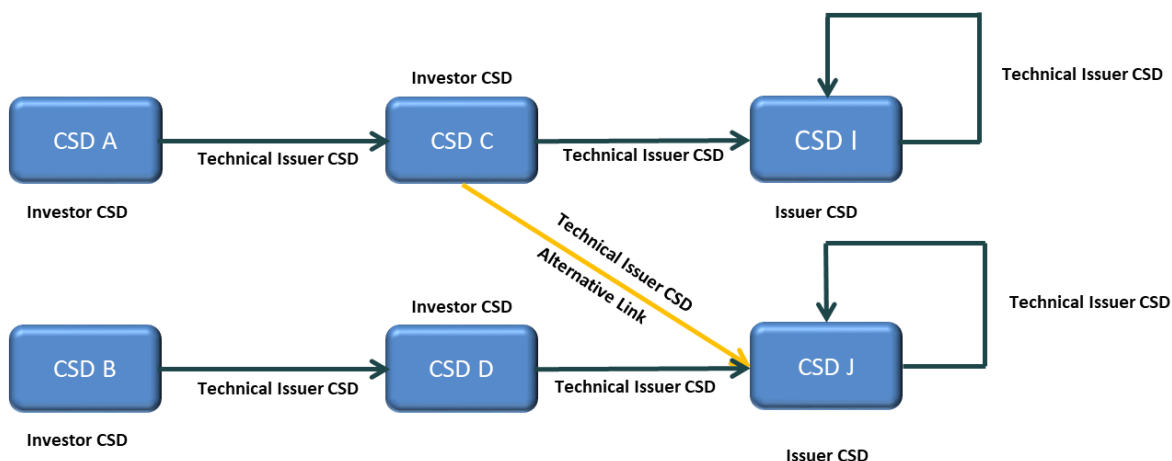 Investor CSD
Technical Issuer CSD
CSD A
CSD C
CSD I
Technical Issuer CSD
Technical Issuer CSD
Investor CSD
Issuer CSD
Technical Issuer CSD
Alternative Link
Investor CSD
Technical Issuer CSD
CSD B
CSD D
CSD J
Technical Issuer CSD
Technical Issuer CSD
Investor CSD
Issuer CSD